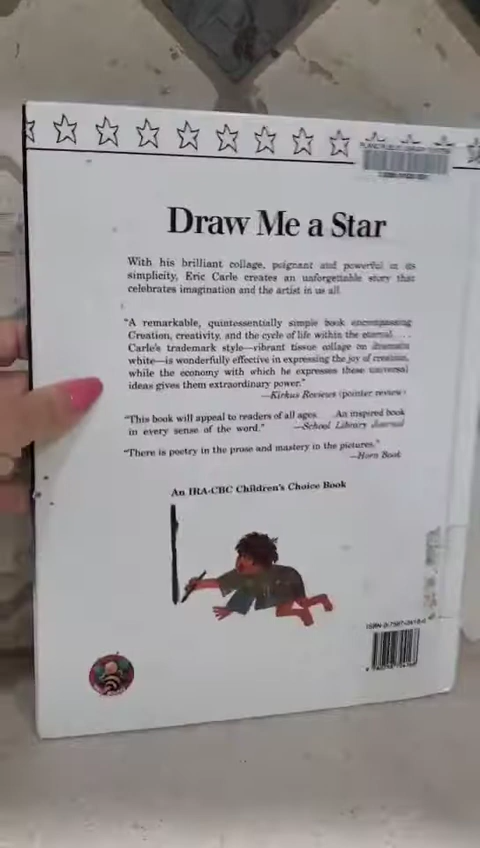 Draw Me a Star
With his brilliant collage, poignant and powerful in its
simplicity, Eric Carle creates an unforgettable story that
celebrates imagination and the artist in us all.
"A remarkable, quintessentially simple book encompassing
Creation, creativity, and the cycle of life within the eternal. . . .
Carle's trademark style—vibrant tissue collage on dramatic
white—is wonderfully effective in expressing the joy of creation,
while the economy with which he expresses these universal
ideas gives them extraordinary power."
—Kirkus Reviews (pointer review)
"This book will appeal to readers of all ages. . . . An inspired book
in every sense of the word."
—School Library Journal
"There is poetry in the prose and mastery in the pictures."
—Horn Book
An IRA-CBC Children's Choice Book